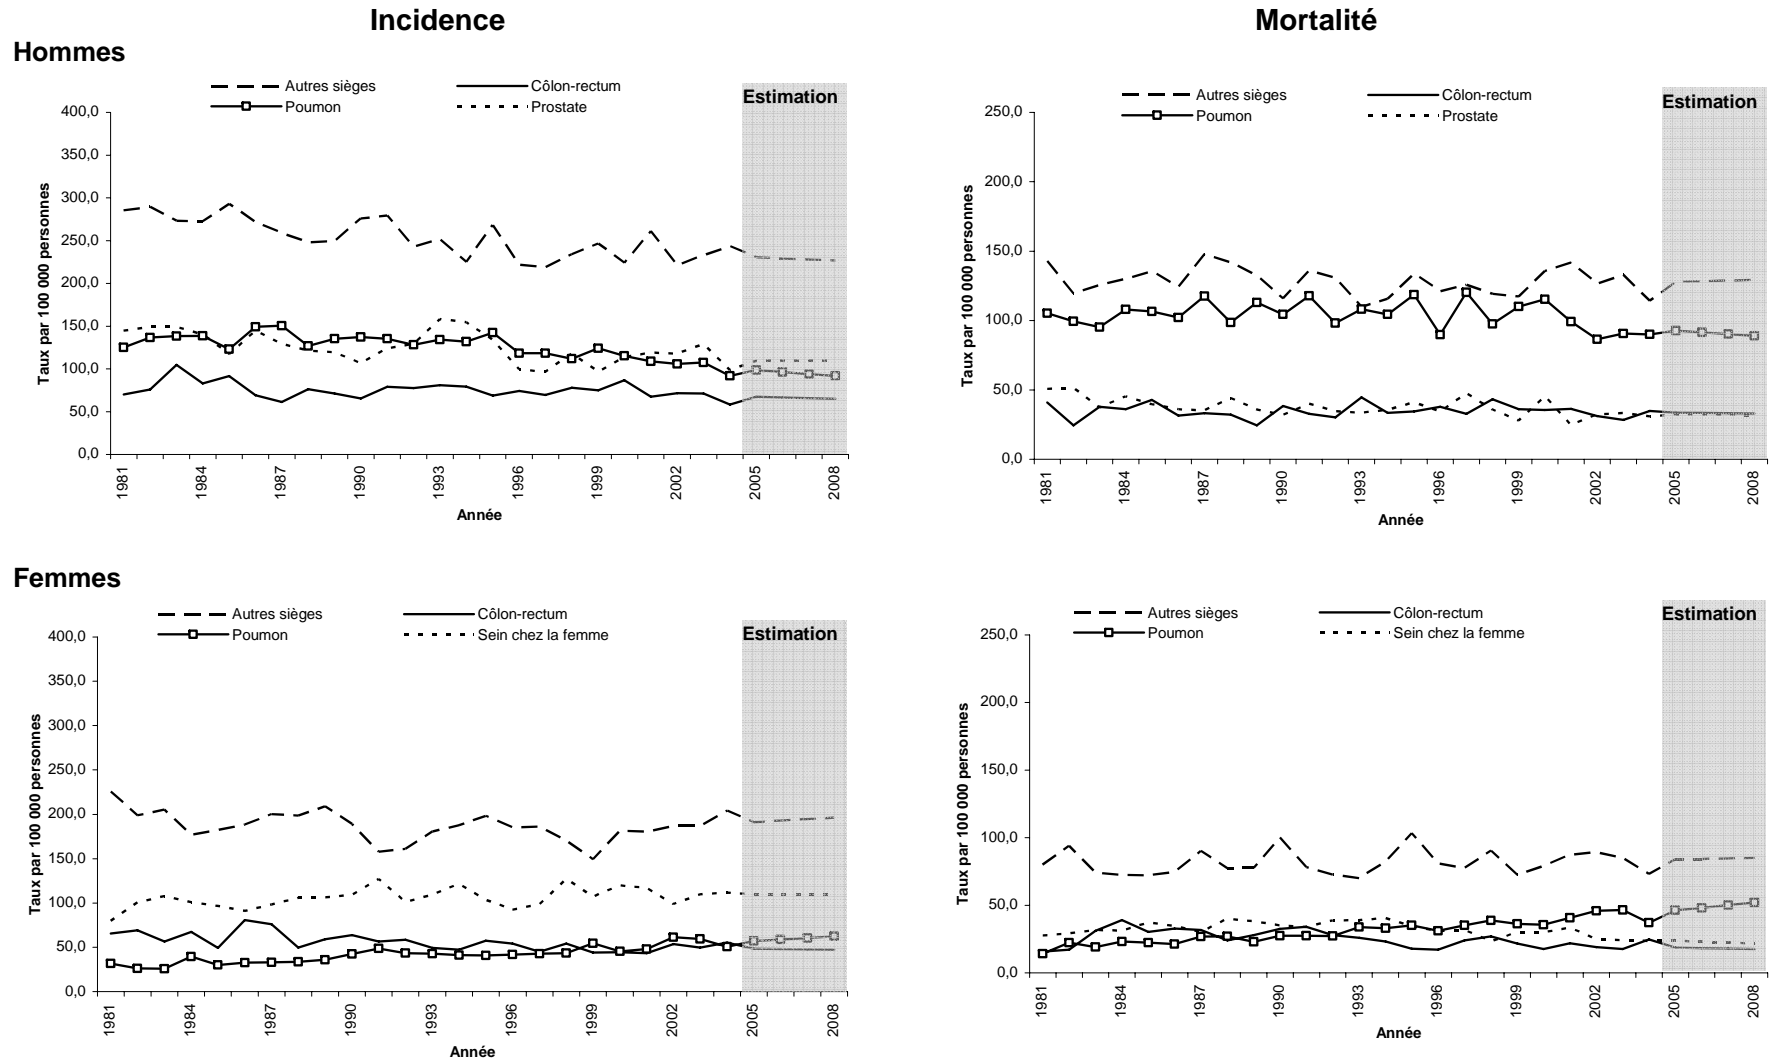 Incidence
Mortalité
Hommes
Autres sièges
Côlon-rectum
Poumon
Prostate
Estimation
400,0
350,0
300,0
250,0
200,0
150,0
100,0
50,0
0,0
Taux par 100 000 personnes
1981
1984
1987
1990
1993
1996
1999
2002
2005
2008
Année
Autres sièges
Côlon-rectum
Poumon
Prostate
Estimation
250,0
200,0
150,0
100,0
50,0
0,0
Taux par 100 000 personnes
1981
1984
1987
1990
1993
1996
1999
2002
2005
2008
Année
Femmes
Autres sièges
Côlon-rectum
Poumon
Sein chez la femme
Estimation
400,0
350,0
300,0
250,0
200,0
150,0
100,0
50,0
0,0
Taux par 100 000 personnes
1981
1984
1987
1990
1993
1996
1999
2002
2005
2008
Année
Autres sièges
Côlon-rectum
Poumon
Sein chez la femme
Estimation
250,0
200,0
150,0
100,0
50,0
0,0
Taux par 100 000 personnes
1981
1984
1987
1990
1993
1996
1999
2002
2005
2008
Année